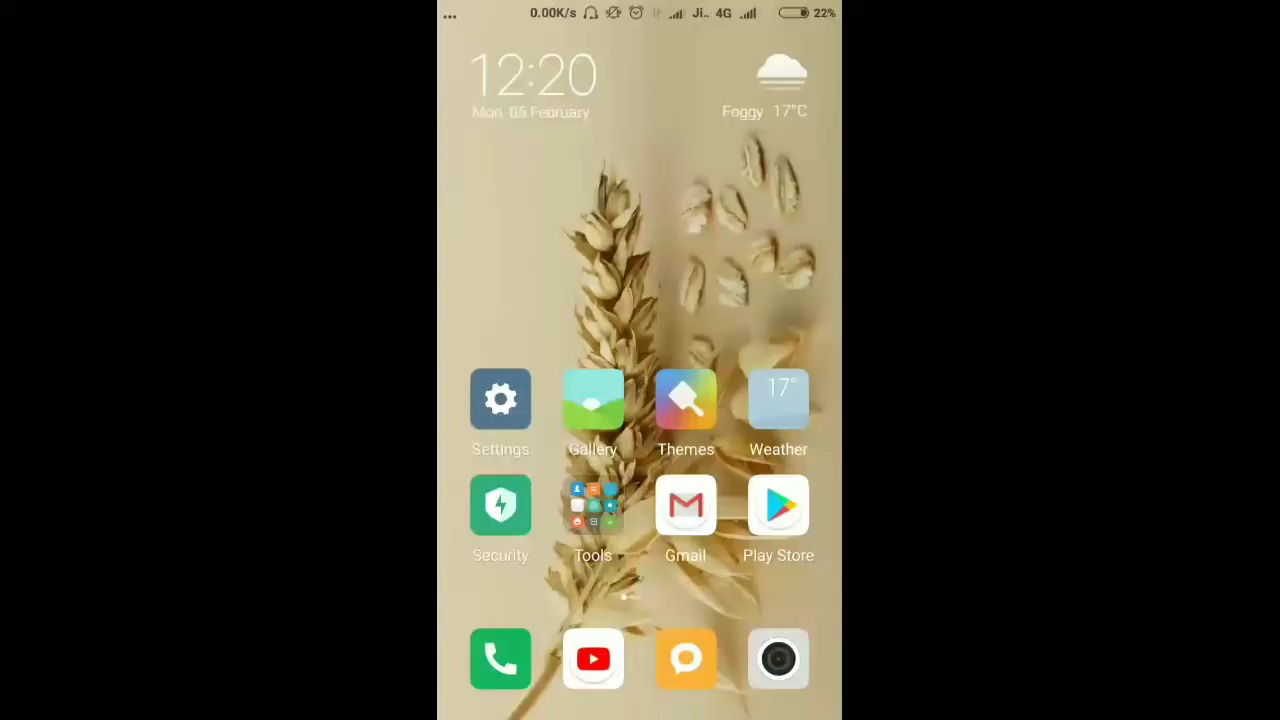 ... 0.00K/s Ji.. 4G 22%
12:20
Mon, 05 February
Foggy 17°C
17°
Settings Gallery Themes Weather
Security Tools Gmail Play Store